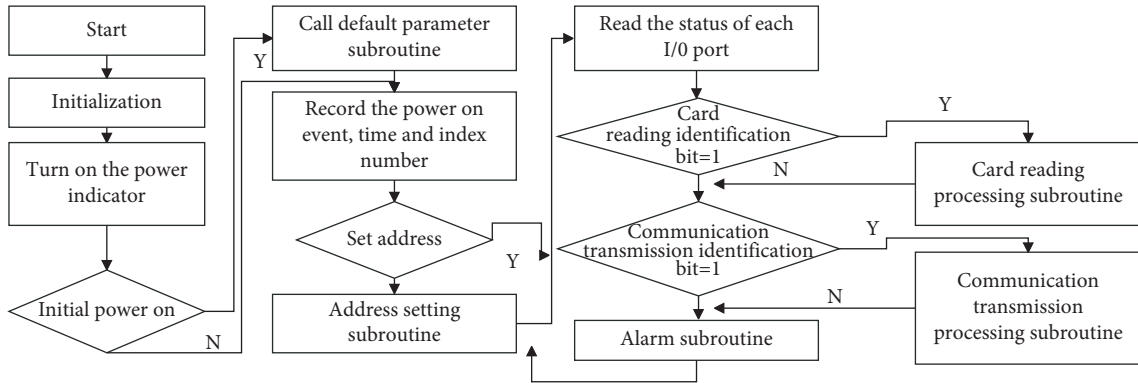 Start
Initialization
Turn on the power
indicator
Initial power on
Y
N
Call default parameter
subroutine
Record the power on
event, time and index
number
Set address
Y
Address setting
subroutine
Read the status of each
I/0 port
Card
reading identification
bit=1
Y
N
Card reading
processing subroutine
Communication
transmission identification
bit=1
Y
N
Communication
transmission
processing subroutine
Alarm subroutine